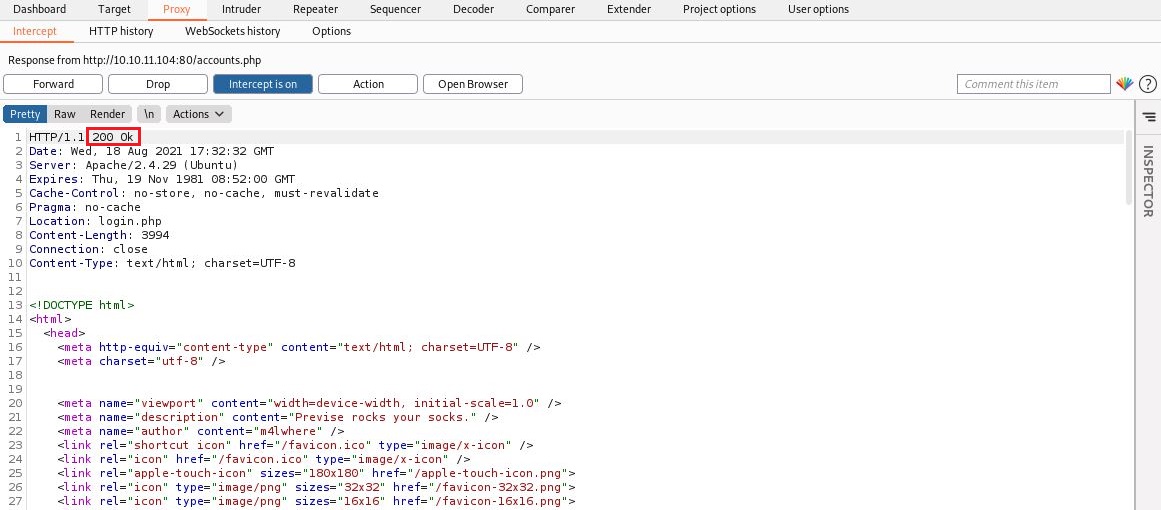 Dashboard Target Proxy Intruder Repeater Sequencer Decoder Comparer Extender Project options User options
Intercept HTTP history WebSockets history Options
Response from http://10.10.11.104:80/accounts.php
Forward Drop Intercept is on Action Open Browser Comment this item ?
Pretty Raw Render \n Actions
INSPECTOR
1 HTTP/1.1 200 Ok
2 Date: Wed, 18 Aug 2021 17:32:32 GMT
3 Server: Apache/2.4.29 (Ubuntu)
4 Expires: Thu, 19 Nov 1981 08:52:00 GMT
5 Cache-Control: no-store, no-cache, must-revalidate
6 Pragma: no-cache
7 Location: login.php
8 Content-Length: 3994
9 Connection: close
10 Content-Type: text/html; charset=UTF-8
11
12
13 <!DOCTYPE html>
14 <html>
15 <head>
16 <meta http-equiv="content-type" content="text/html; charset=UTF-8" />
17 <meta charset="utf-8" />
18
19
20 <meta name="viewport" content="width=device-width, initial-scale=1.0" />
21 <meta name="description" content="Previse rocks your socks." />
22 <meta name="author" content="m4lwhere" />
23 <link rel="shortcut icon" href="/favicon.ico" type="image/x-icon" />
24 <link rel="icon" href="/favicon.ico" type="image/x-icon" />
25 <link rel="apple-touch-icon" sizes="180x180" href="/apple-touch-icon.png">
26 <link rel="icon" type="image/png" sizes="32x32" href="/favicon-32x32.png">
27 <link rel="icon" type="image/png" sizes="16x16" href="/favicon-16x16.png">